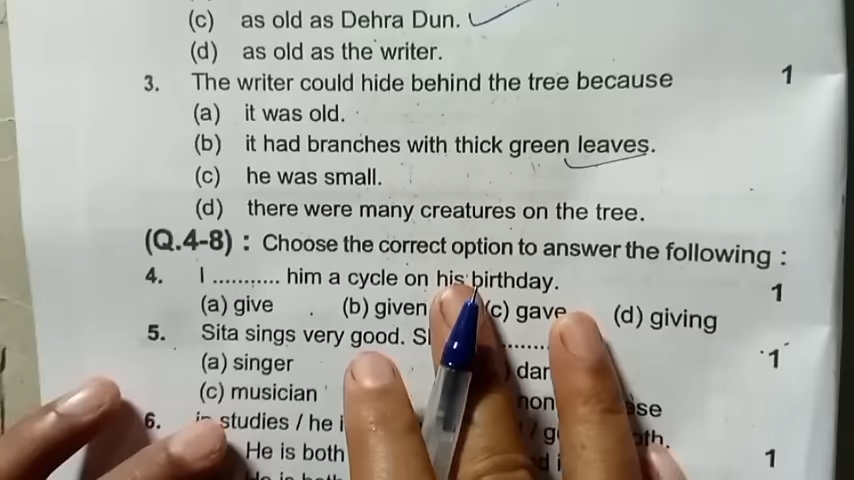 (c) as old as Dehra Dun.
(d) as old as the writer.
3. The writer could hide behind the tree because 1
(a) it was old.
(b) it had branches with thick green leaves.
(c) he was small.
(d) there were many creatures on the tree.
(Q.4-8) : Choose the correct option to answer the following :
4. I ........... him a cycle on his birthday. 1
(a) give (b) given (c) gave (d) giving
5. Sita sings very good. 1
(a) singer
(c) musician
6. in studies / he
He is both 1